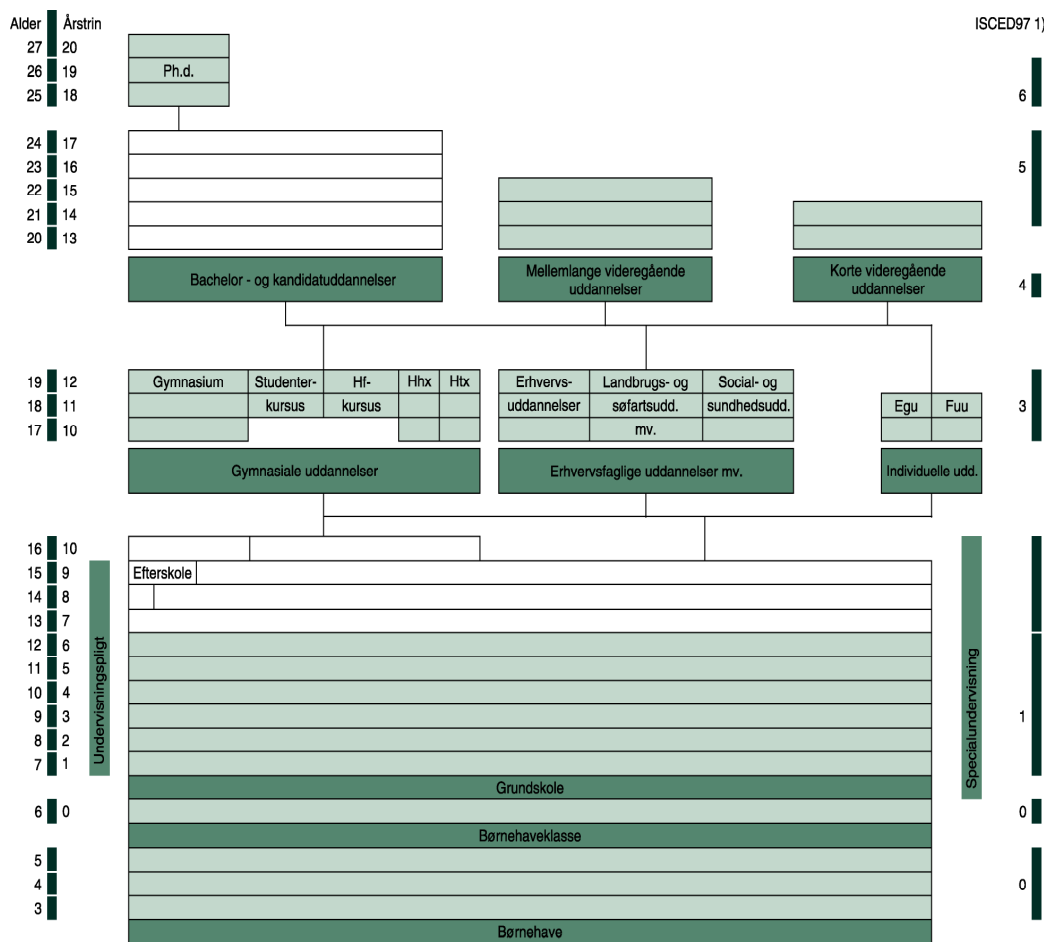 Alder Årstrin ISCED97 1)
27 20
26 19 Ph.d.
25 18 6
24 17
23 16 5
22 15
21 14
20 13
Bachelor - og kandidatuddannelser
Mellemlange videregående
uddannelser
Korte videregående
uddannelser
4
19 12 Gymnasium Studenter- Hf- Hhx Htx Erhvervs- Landbrugs- og Social- og
18 11 kursus kursus uddannelser søfartsudd. sundhedsudd. Egu Fuu 3
17 10 mv.
Gymnasiale uddannelser Erhvervsfaglige uddannelser mv. Individuelle udd.
16 10
15 9 Efterskole
14 8
13 7
12 6
11 5
10 4
9 3 1
8 2
7 1
Undervisningspligt
Specialundervisning
Grundskole
6 0 0
Børnehaveklasse
5
4 0
3
Børnehave